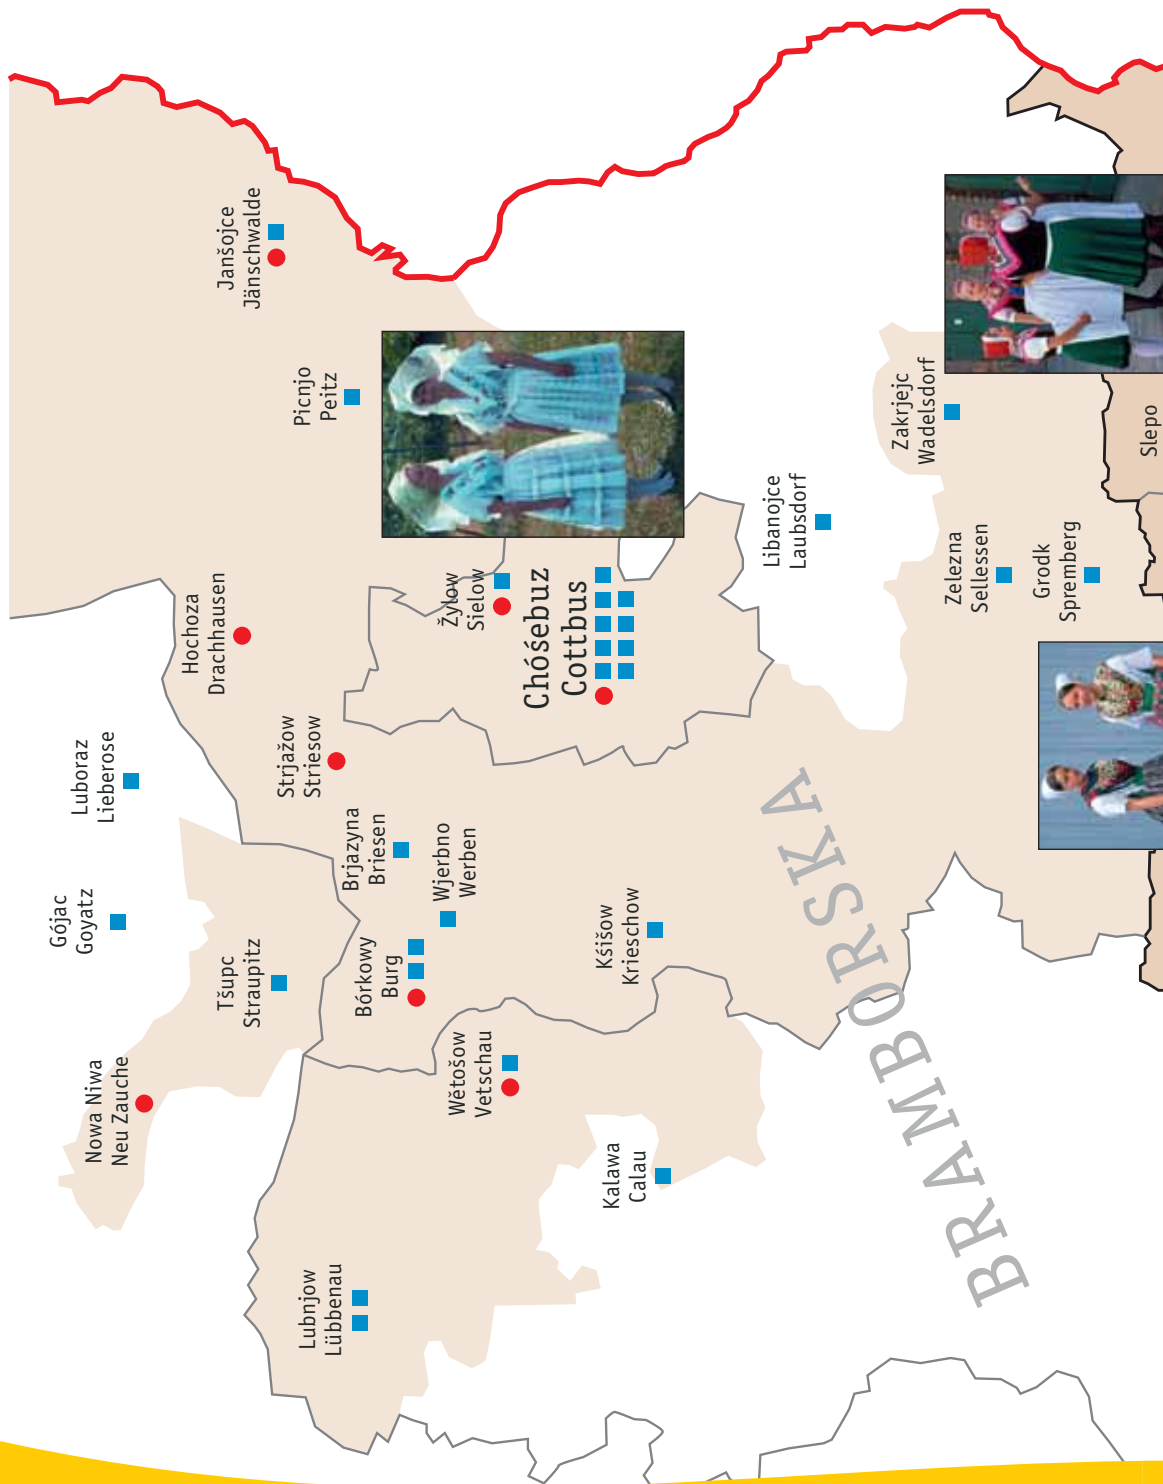 Nowa Niwa
Neu Zauche
Gójac
Goyatz
Luboraz
Lieberose
Tšupc
Straupitz
Hochoza
Drachhausen
Janšojce
Jänschwalde
Lubnjow
Lübbenau
Strjažow
Striesow
Picnjo
Peitz
Bórkowy
Burg
Brjazyna
Briesen
Wjerbno
Werben
Wětošow
Vetschau
Žylow
Sielow
Chóśebuz
Cottbus
Kalawa
Calau
Kśišow
Krieschow
Libanojce
Laubsdorf
BRAMBORSKA
Zakrjejc
Wadelsdorf
Zelezna
Sellessen
Grodk
Spremberg
Slepo